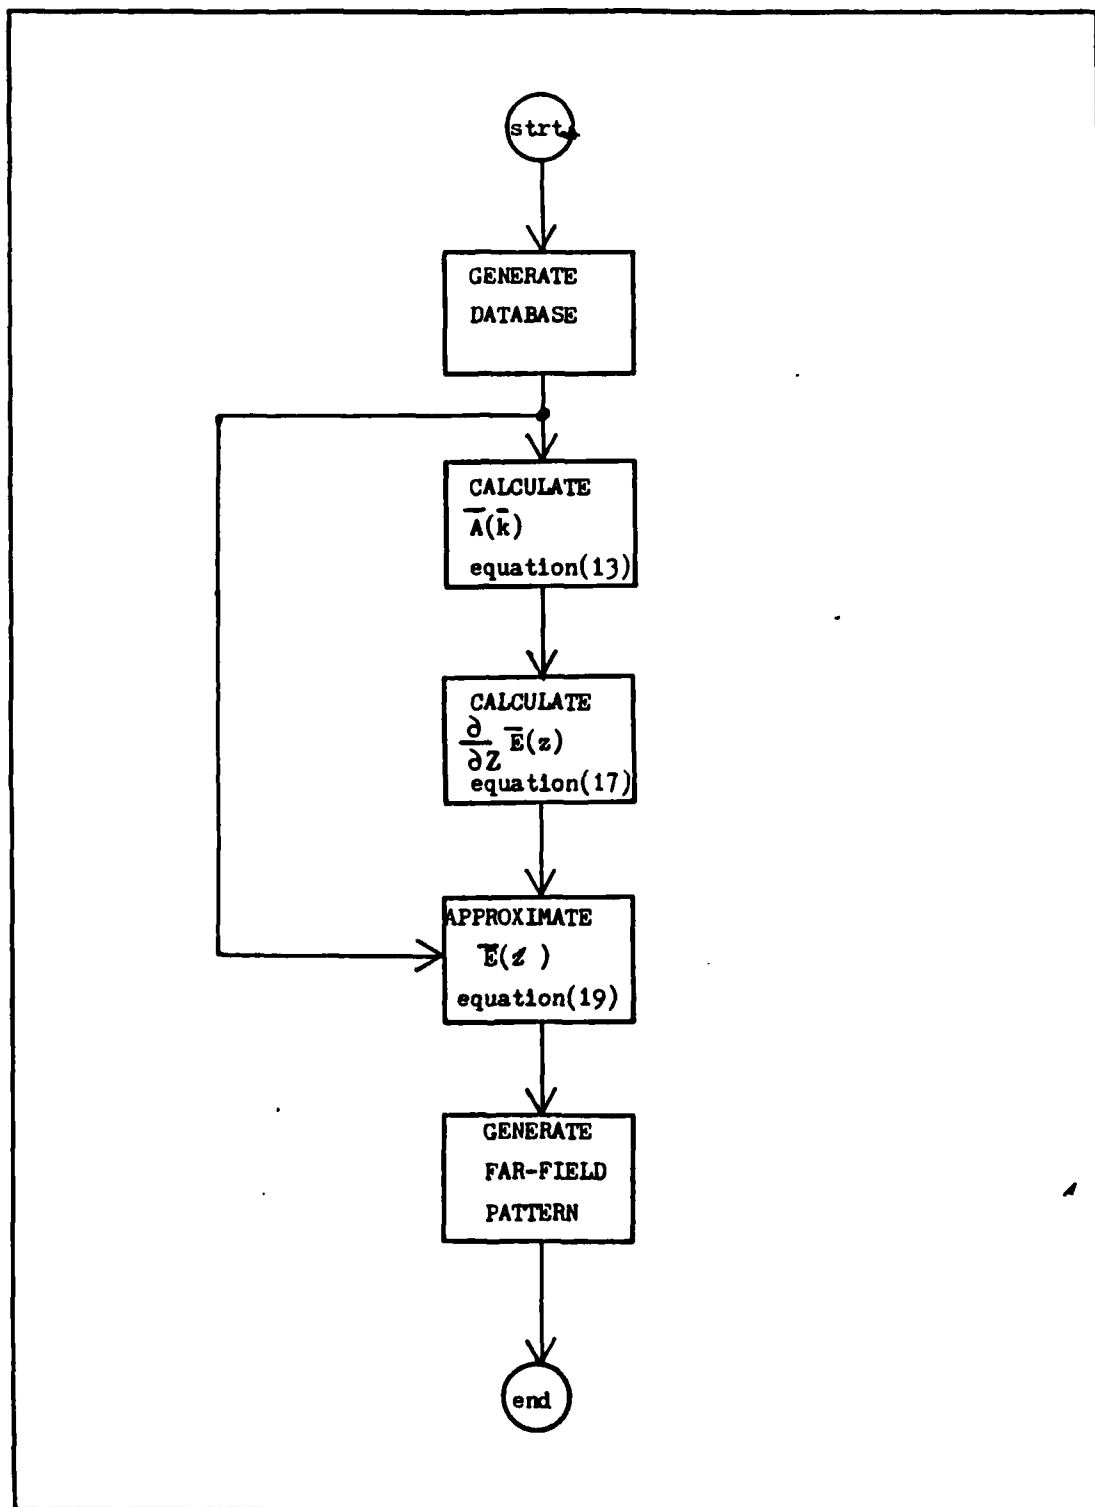 strt
GENERATE
DATABASE
CALCULATE
A̅(k̅)
equation(13)
CALCULATE
∂/∂Z E̅(z)
equation(17)
APPROXIMATE
E̅(z )
equation(19)
GENERATE
FAR-FIELD
PATTERN
end